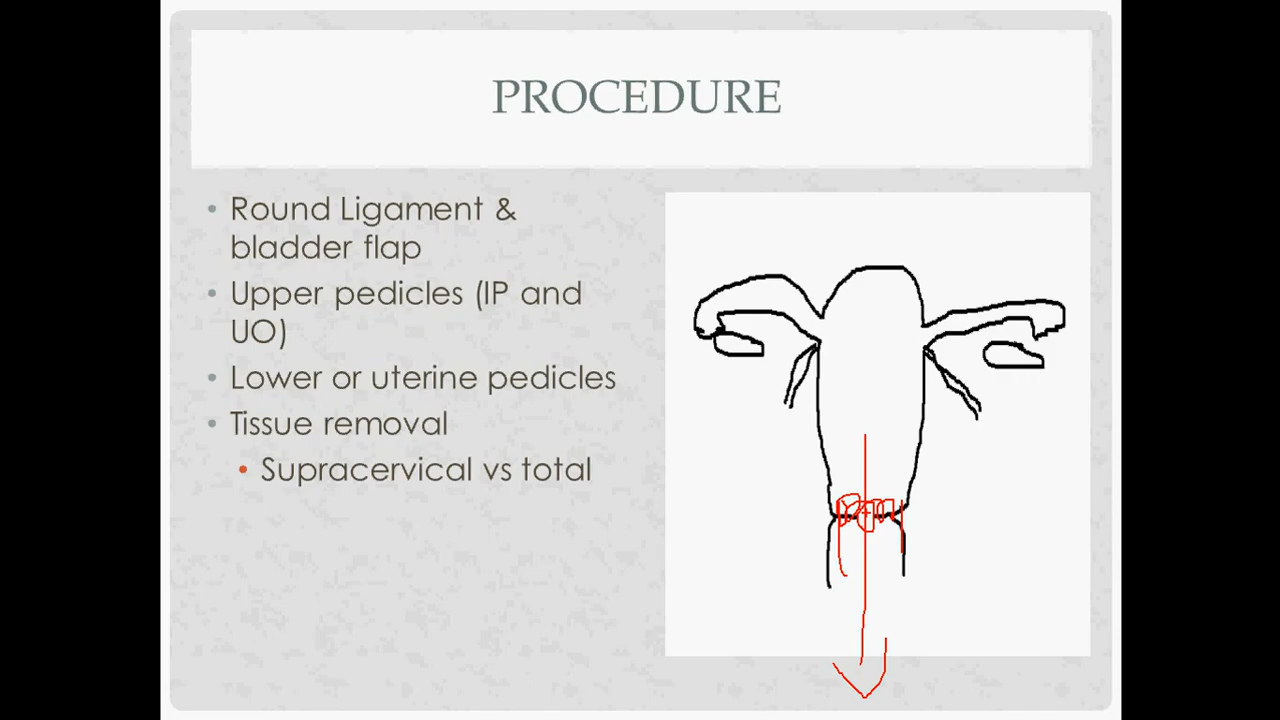 PROCEDURE
Round Ligament &
bladder flap
Upper pedicles (IP and
UO)
Lower or uterine pedicles
Tissue removal
Supracervical vs total